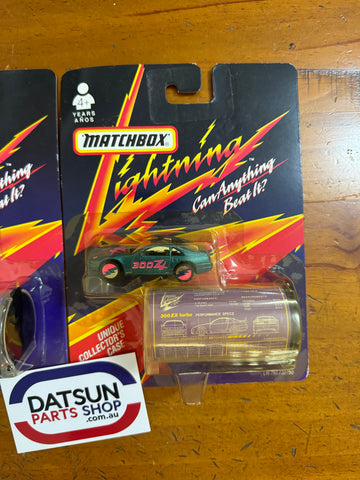 4+
YEARS
AÑOS
MATCHBOX
Lightning
Can Anything
Beat It?
300ZX
UNIQUE
COLLECTOR'S
CASE
300ZX turbo PERFORMANCE SPECS
DATSUN
PARTS SHOP
.com.au